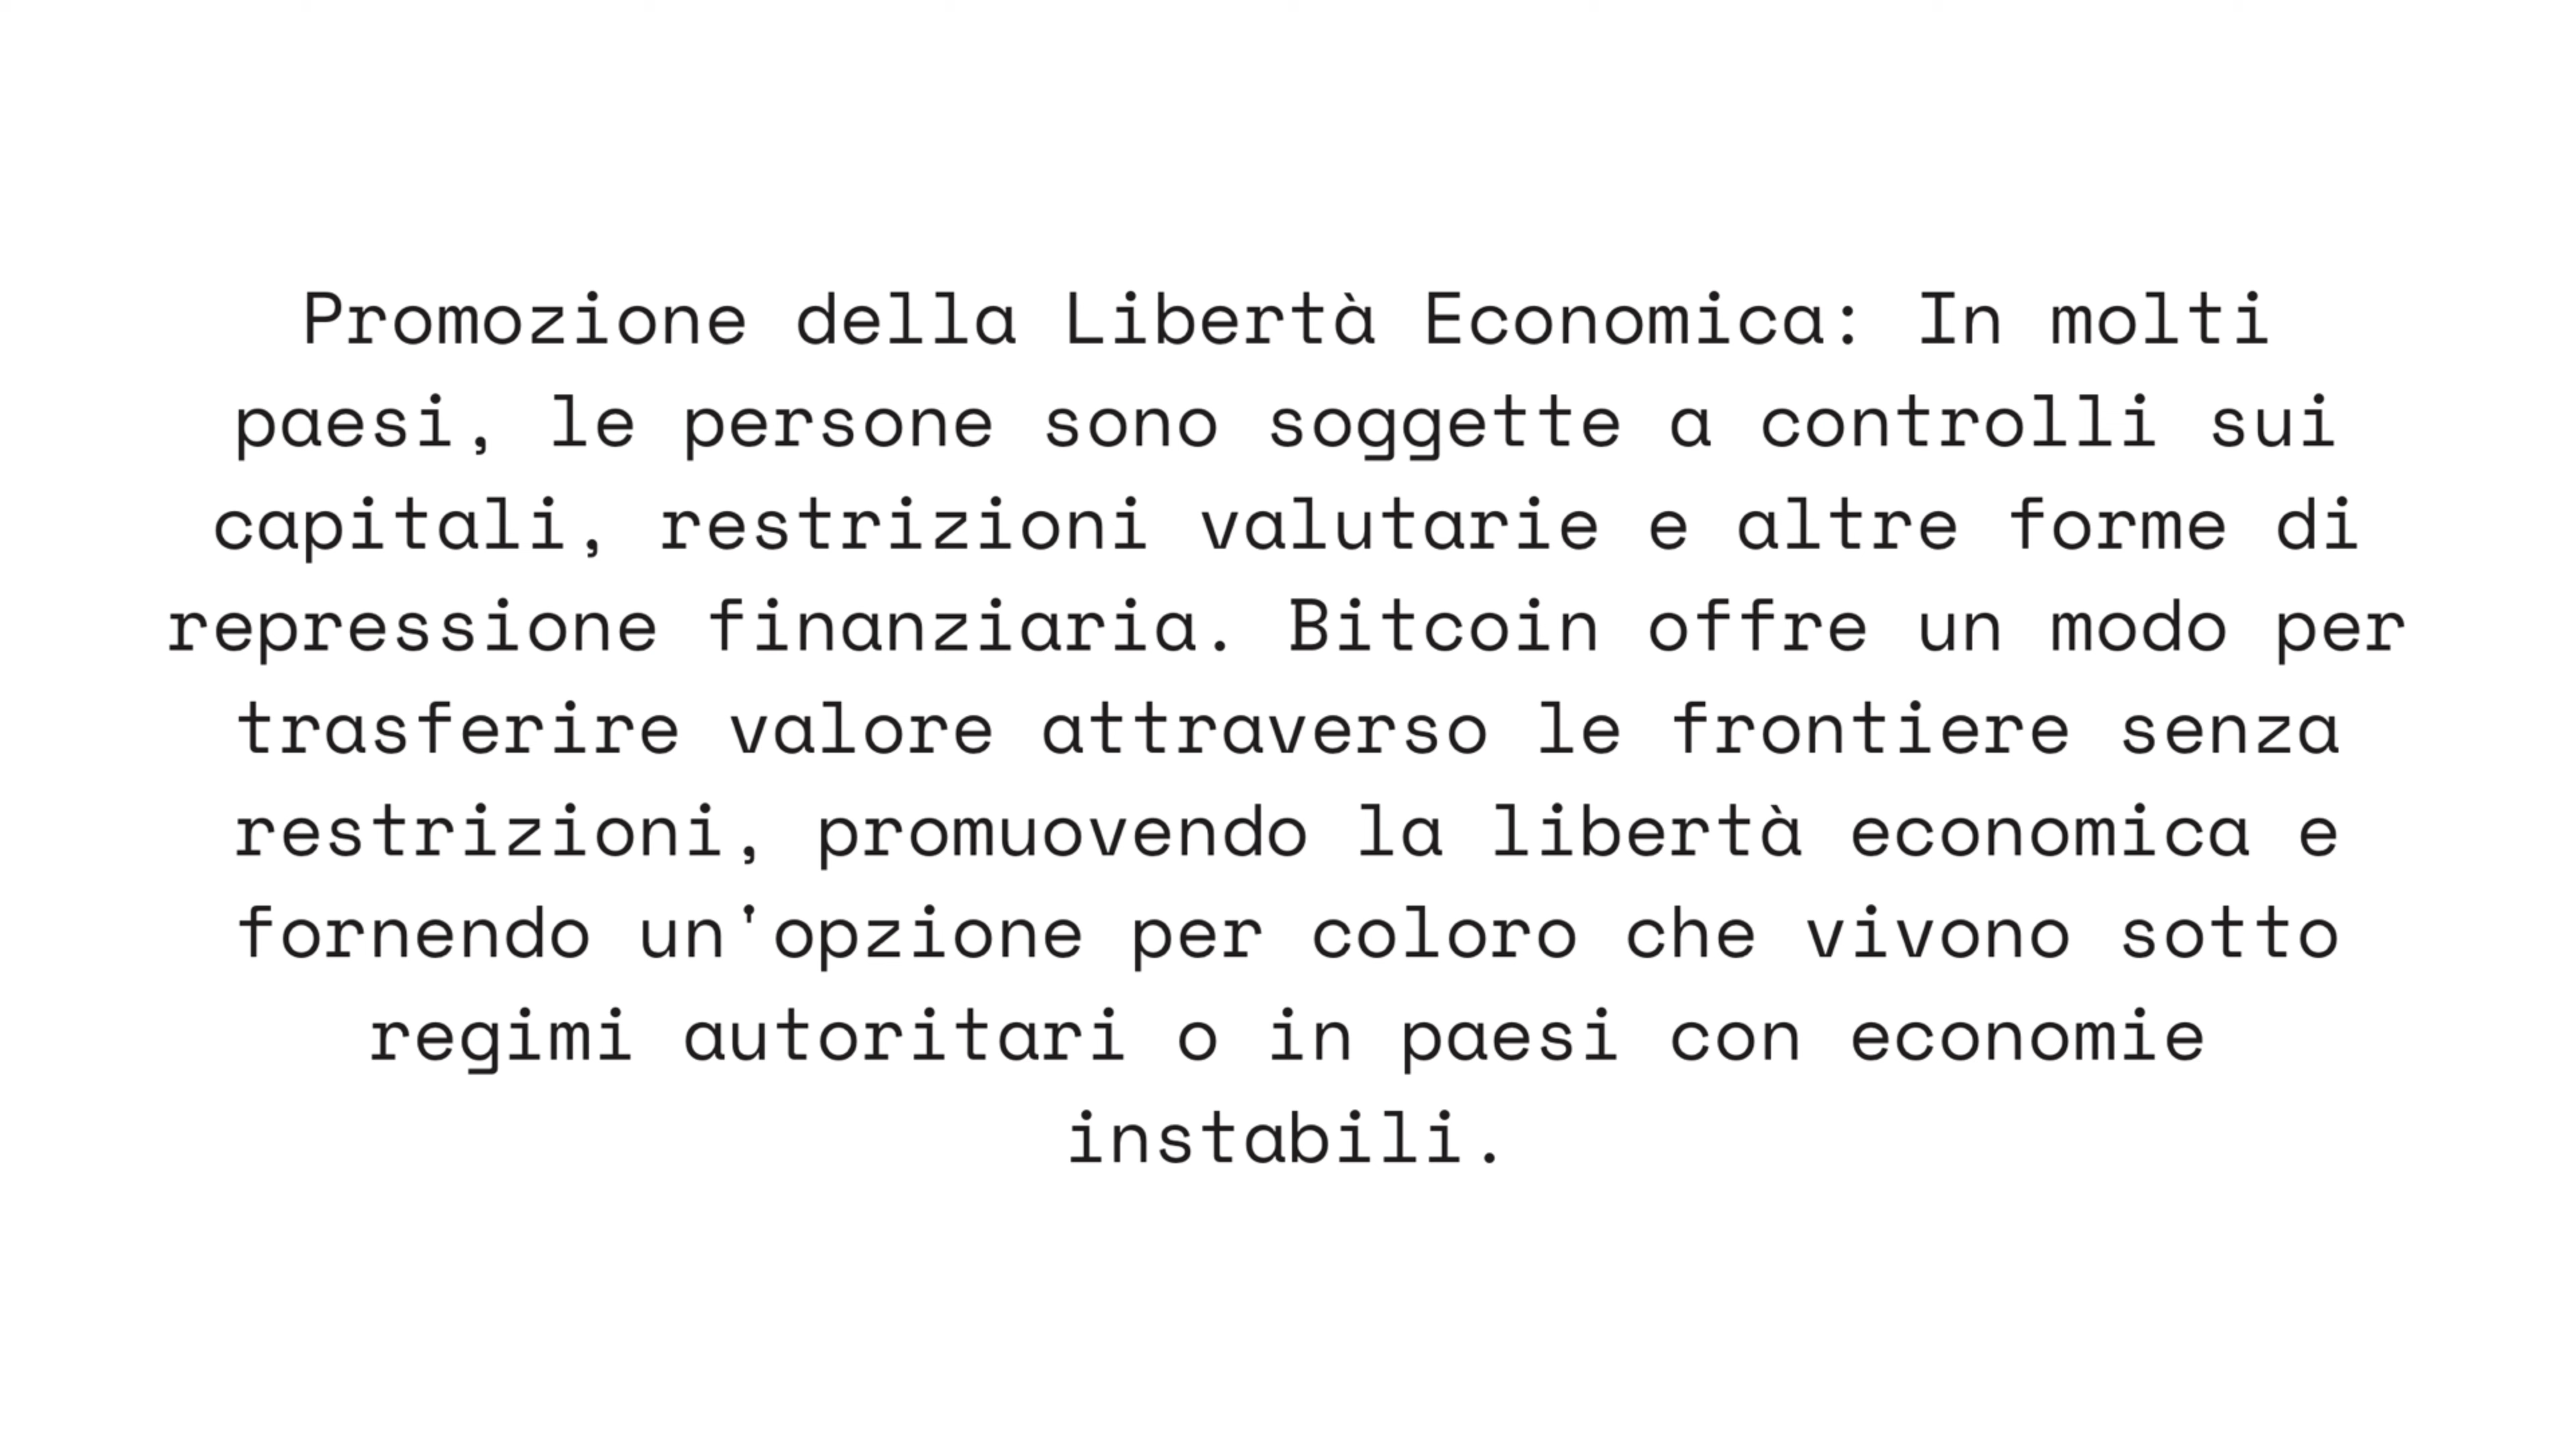 Promozione della Libertà Economica: In molti
paesi, le persone sono soggette a controlli sui
capitali, restrizioni valutarie e altre forme di
repressione finanziaria. Bitcoin offre un modo per
trasferire valore attraverso le frontiere senza
restrizioni, promuovendo la libertà economica e
fornendo un'opzione per coloro che vivono sotto
regimi autoritari o in paesi con economie
instabili.